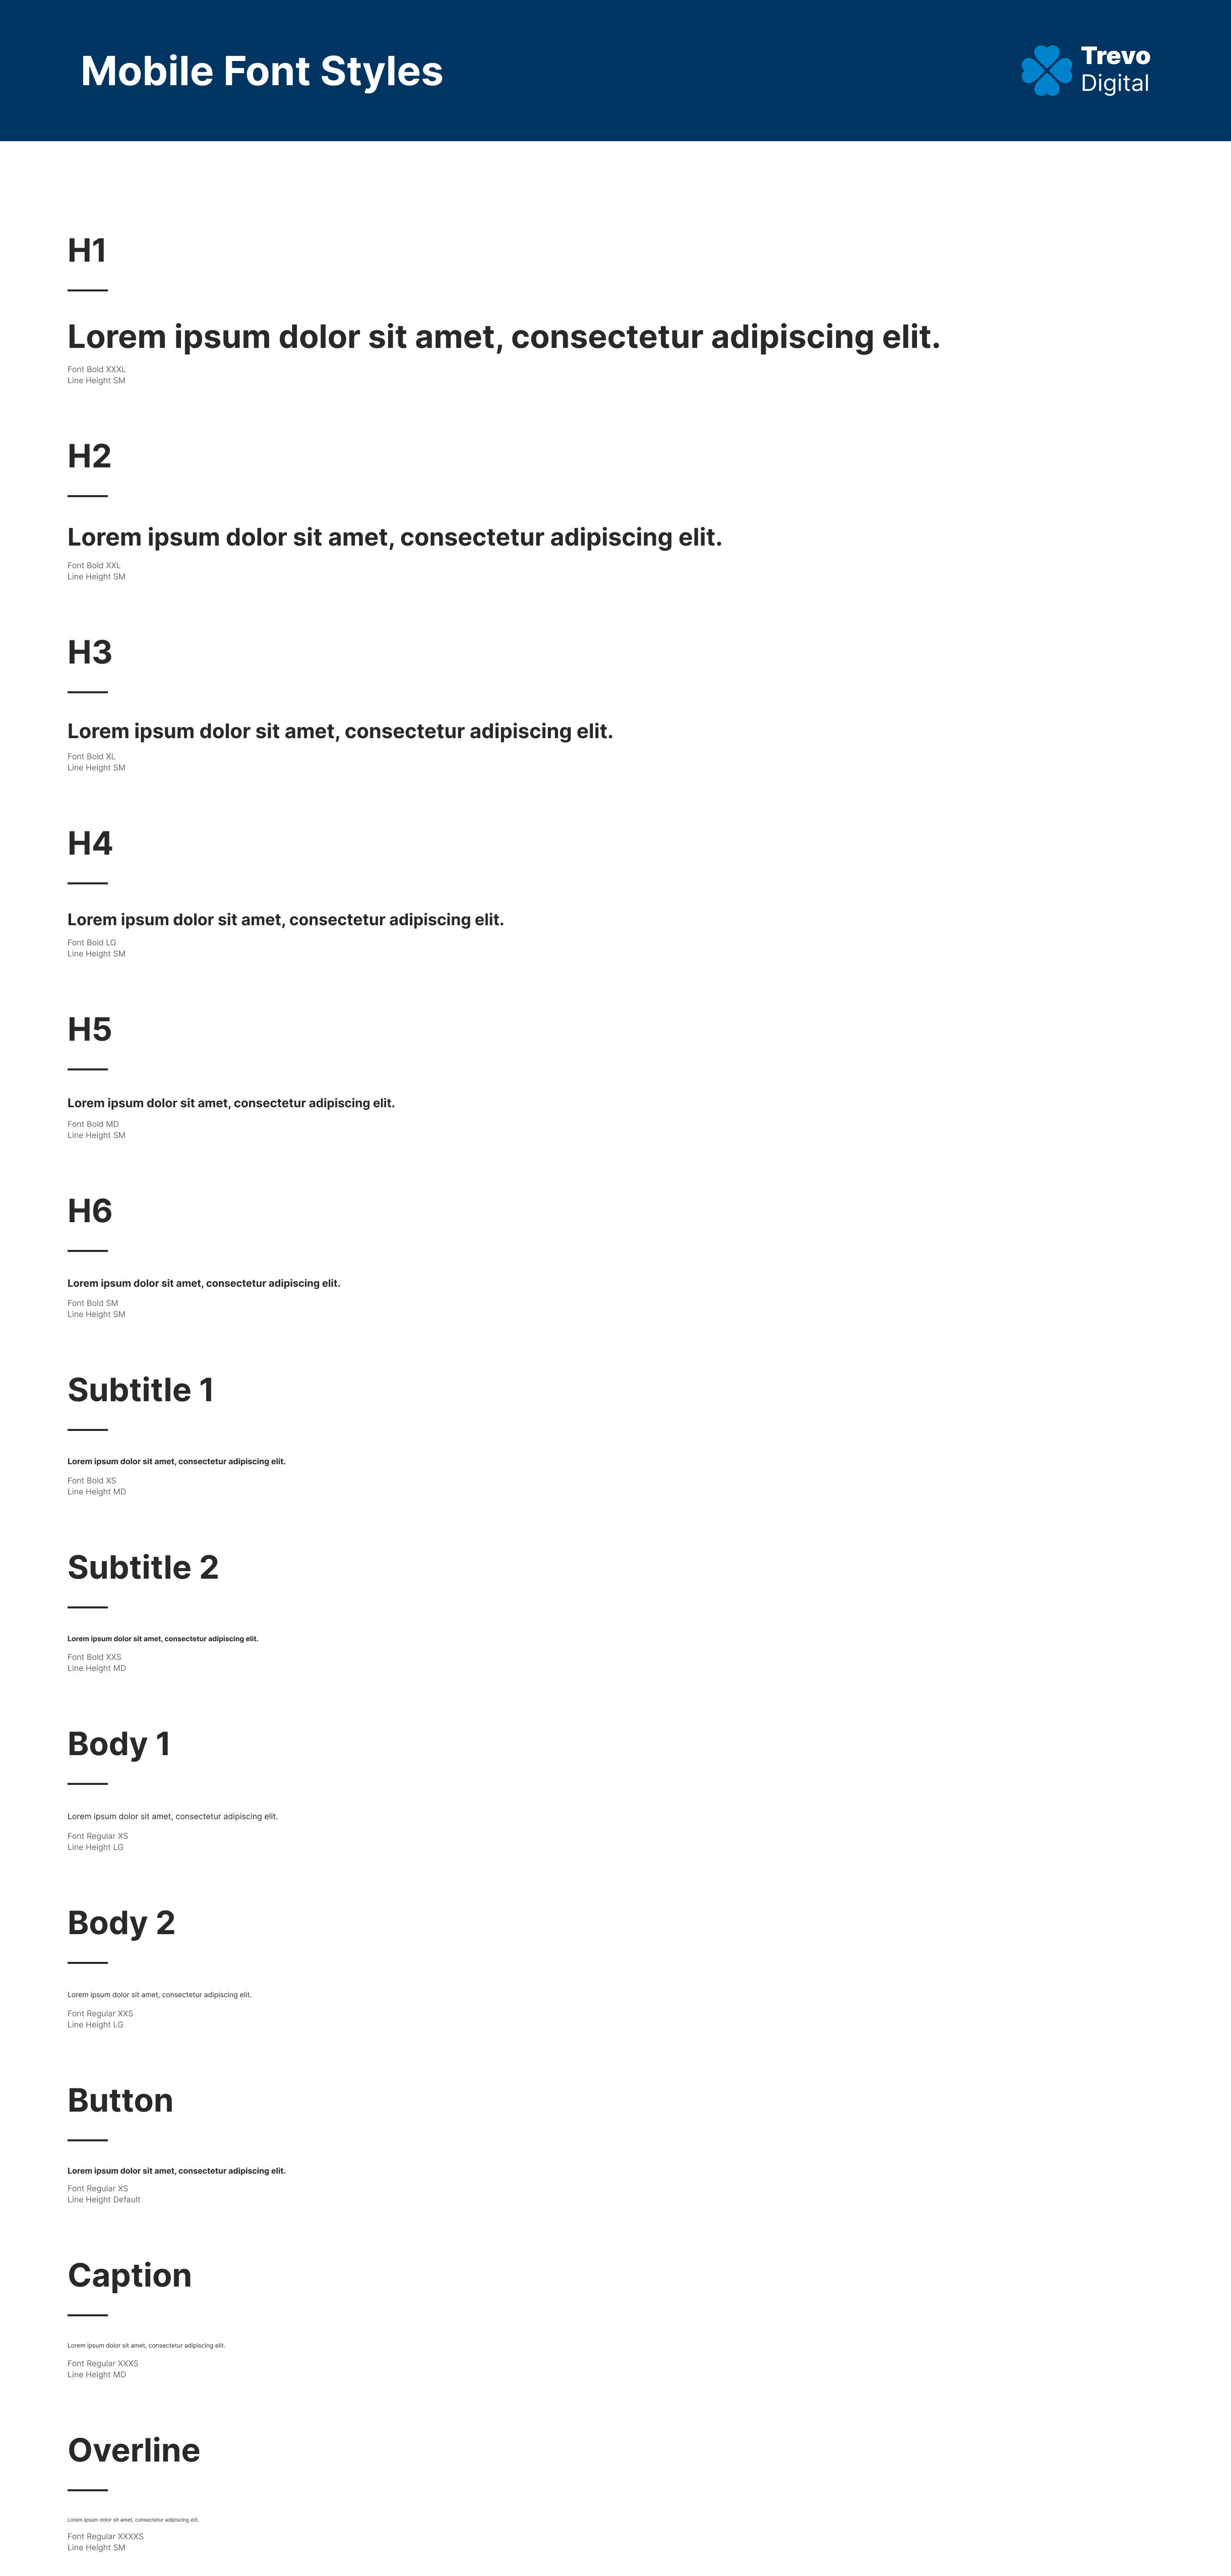 Mobile Font Styles
Trevo
Digital
H1
Lorem ipsum dolor sit amet, consectetur adipiscing elit.
Font Bold XXXL
Line Height SM
H2
Lorem ipsum dolor sit amet, consectetur adipiscing elit.
Font Bold XXL
Line Height SM
H3
Lorem ipsum dolor sit amet, consectetur adipiscing elit.
Font Bold XL
Line Height SM
H4
Lorem ipsum dolor sit amet, consectetur adipiscing elit.
Font Bold LG
Line Height SM
H5
Lorem ipsum dolor sit amet, consectetur adipiscing elit.
Font Bold MD
Line Height SM
H6
Lorem ipsum dolor sit amet, consectetur adipiscing elit.
Font Bold SM
Line Height SM
Subtitle 1
Lorem ipsum dolor sit amet, consectetur adipiscing elit.
Font Bold XS
Line Height MD
Subtitle 2
Lorem ipsum dolor sit amet, consectetur adipiscing elit.
Font Bold XXS
Line Height MD
Body 1
Lorem ipsum dolor sit amet, consectetur adipiscing elit.
Font Regular XS
Line Height LG
Body 2
Lorem ipsum dolor sit amet, consectetur adipiscing elit.
Font Regular XXS
Line Height LG
Button
Lorem ipsum dolor sit amet, consectetur adipiscing elit.
Font Regular XS
Line Height Default
Caption
Lorem ipsum dolor sit amet, consectetur adipiscing elit.
Font Regular XXXS
Line Height MD
Overline
Lorem ipsum dolor sit amet, consectetur adipiscing elit.
Font Regular XXXXS
Line Height SM